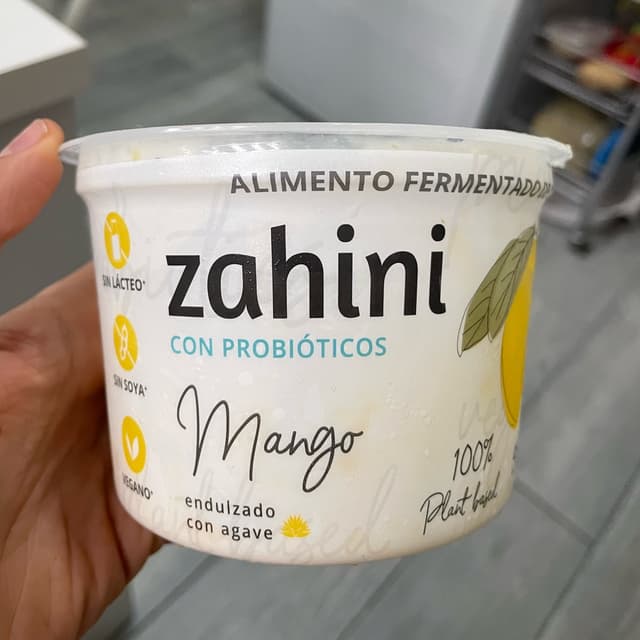 ALIMENTO FERMENTADO
zahini
CON PROBIÓTICOS
Mango
endulzado
con agave
SIN LÁCTEO*
SIN SOYA*
VEGANO*
100%
Plant based